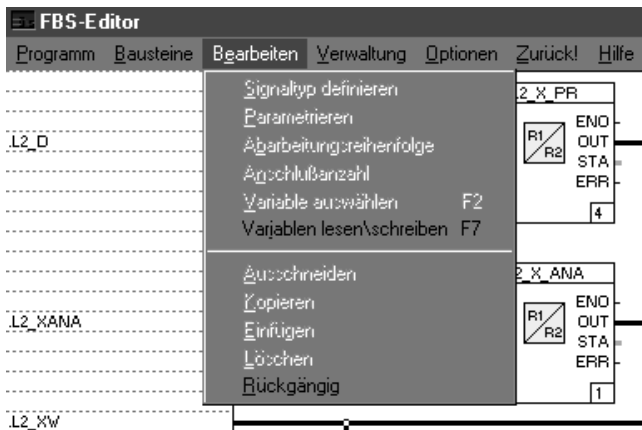 FBS-Editor
Programm Bausteine Bearbeiten Verwaltung Optionen Zurück! Hilfe
Signaltyp definieren
Parametrieren
Abarbeitungsreihenfolge
Anschlußanzahl
Variable auswählen F2
Variablen lesen\schreiben F7
Ausschneiden
Kopieren
Einfügen
Löschen
Rückgängig
.L2_D
.L2_XANA
.L2_XW
L2_X_PR
R1/R2
ENO
OUT
STA
ERR
4
2_X_ANA
R1/R2
ENO
OUT
STA
ERR
1